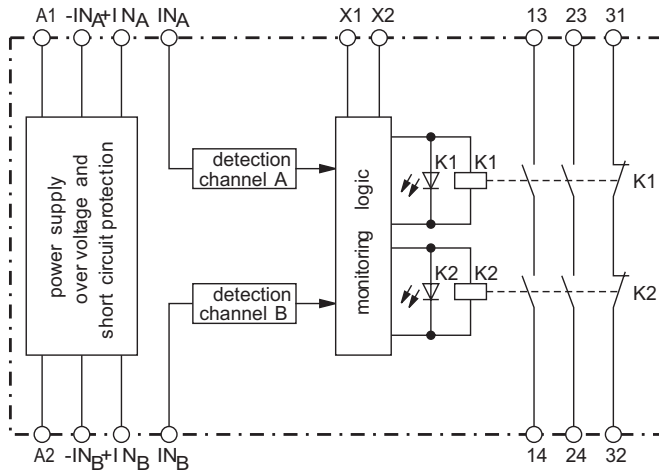 A1 -INA +INA INA X1 X2 13 23 31
power supply
over voltage and
short circuit protection
detection
channel A
monitoring logic
K1 K1 K1
K2 K2 K2
detection
channel B
A2 -INB +INB INB 14 24 32